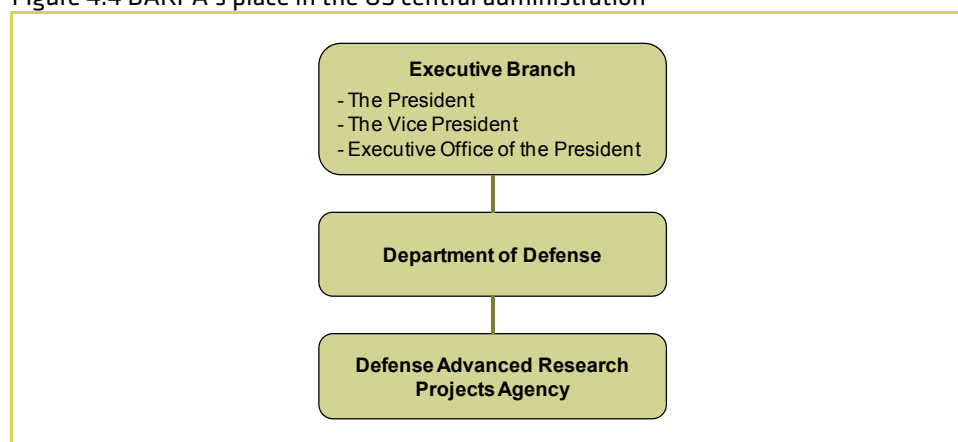 Figure 4.4 DARPA's place in the US central administration
Executive Branch
- The President
- The Vice President
- Executive Office of the President
Department of Defense
Defense Advanced Research
Projects Agency